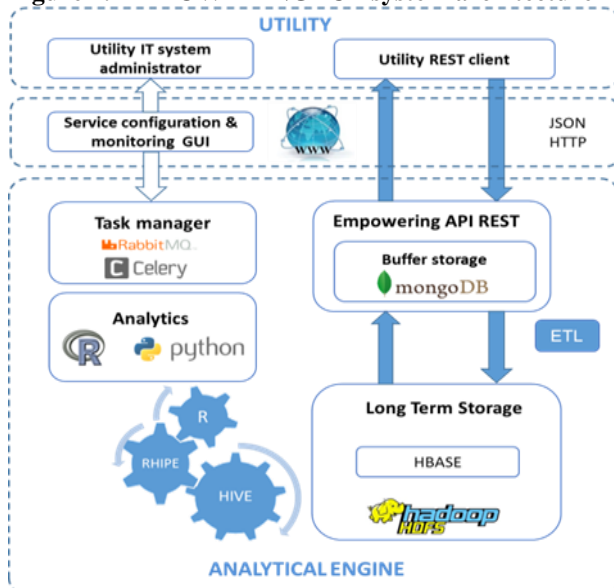 UTILITY
Utility IT system
administrator
Utility REST client
Service configuration &
monitoring GUI
www
JSON
HTTP
Task manager
RabbitMQ
Celery
Empowering API REST
Buffer storage
mongoDB
Analytics
R
python
ETL
Long Term Storage
HBASE
hadoop
HDFS
R
RHIPE
HIVE
ANALYTICAL ENGINE